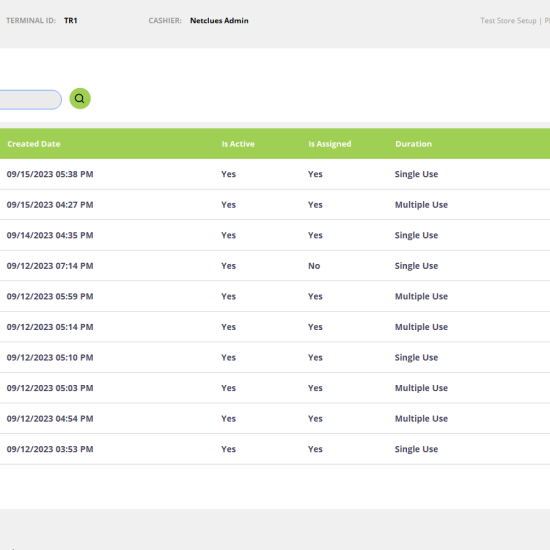 TERMINAL ID: TR1 CASHIER: Netclues Admin Test Store Setup |
Created Date Is Active Is Assigned Duration
09/15/2023 05:38 PM Yes Yes Single Use
09/15/2023 04:27 PM Yes Yes Multiple Use
09/14/2023 04:35 PM Yes Yes Single Use
09/12/2023 07:14 PM Yes No Single Use
09/12/2023 05:59 PM Yes Yes Multiple Use
09/12/2023 05:14 PM Yes Yes Multiple Use
09/12/2023 05:10 PM Yes Yes Single Use
09/12/2023 05:03 PM Yes Yes Multiple Use
09/12/2023 04:54 PM Yes Yes Multiple Use
09/12/2023 03:53 PM Yes Yes Single Use